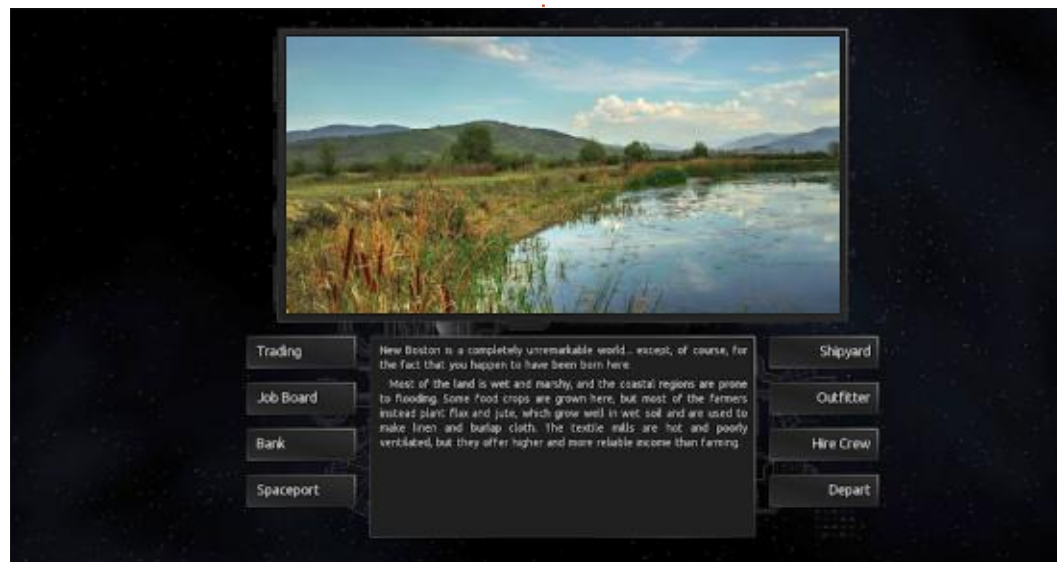 Trading
Job Board
Bank
Spaceport
New Boston is a completely unremarkable world... except, of course, for
the fact that you happen to have been born here.
Most of the land is wet and marshy, and the coastal regions are prone
to flooding. Some food crops are grown here, but most of the farmers
instead plant flax and jute, which grow well in wet soil and are used to
make linen and burlap cloth. The textile mills are hot and poorly
ventilated, but they offer higher and more reliable income than farming.
Shipyard
Outfitter
Hire Crew
Depart